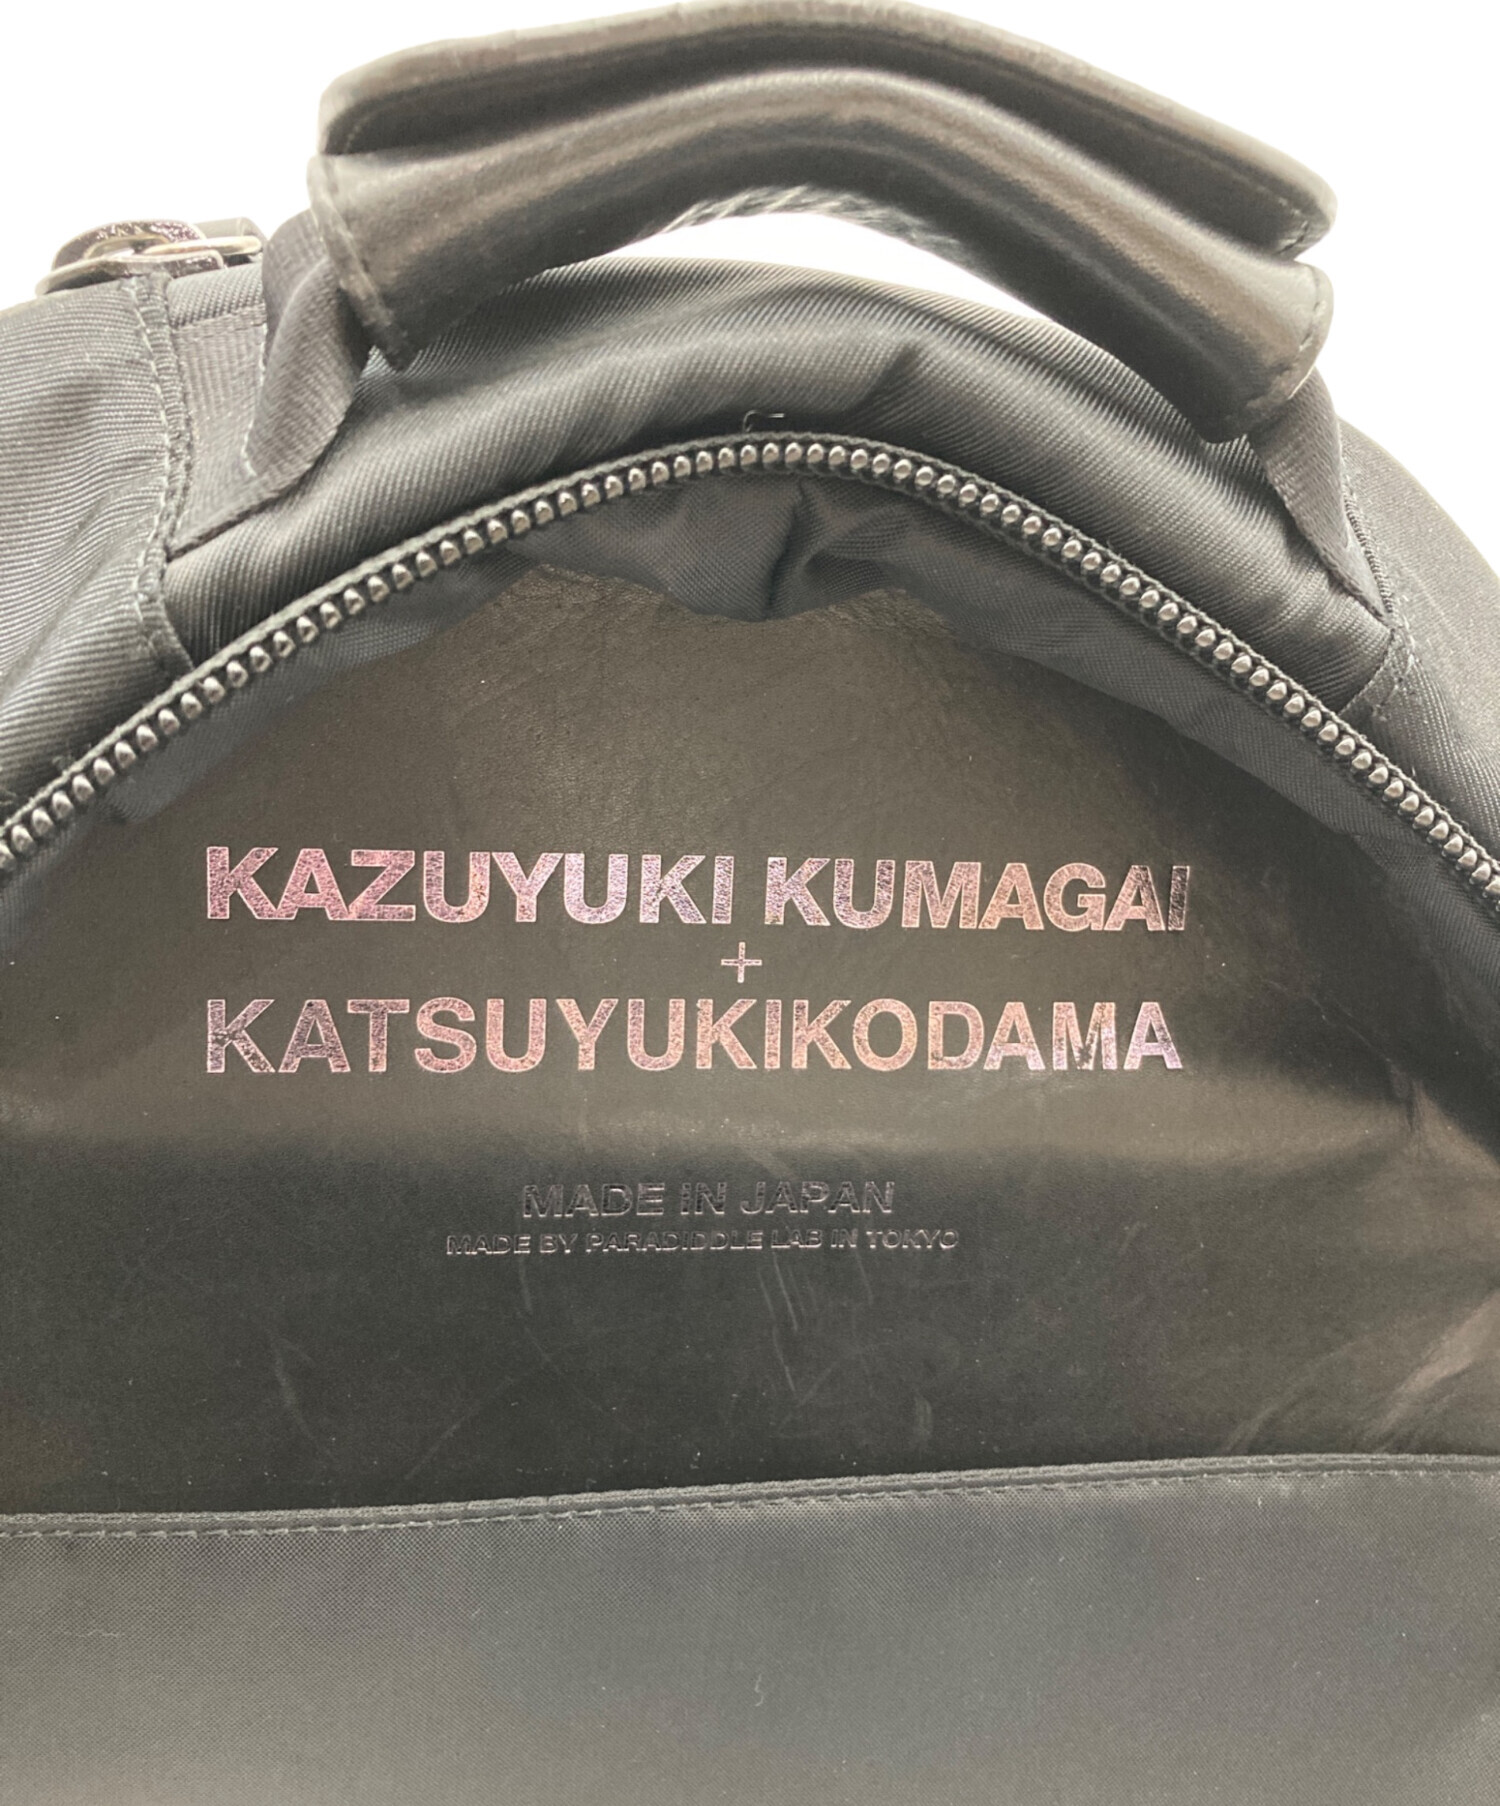 KAZUYUKI KUMAGAI
+
KATSUYUKIKODAMA
MADE IN JAPAN
MADE BY PARADIDDLE LAB IN TOKYO